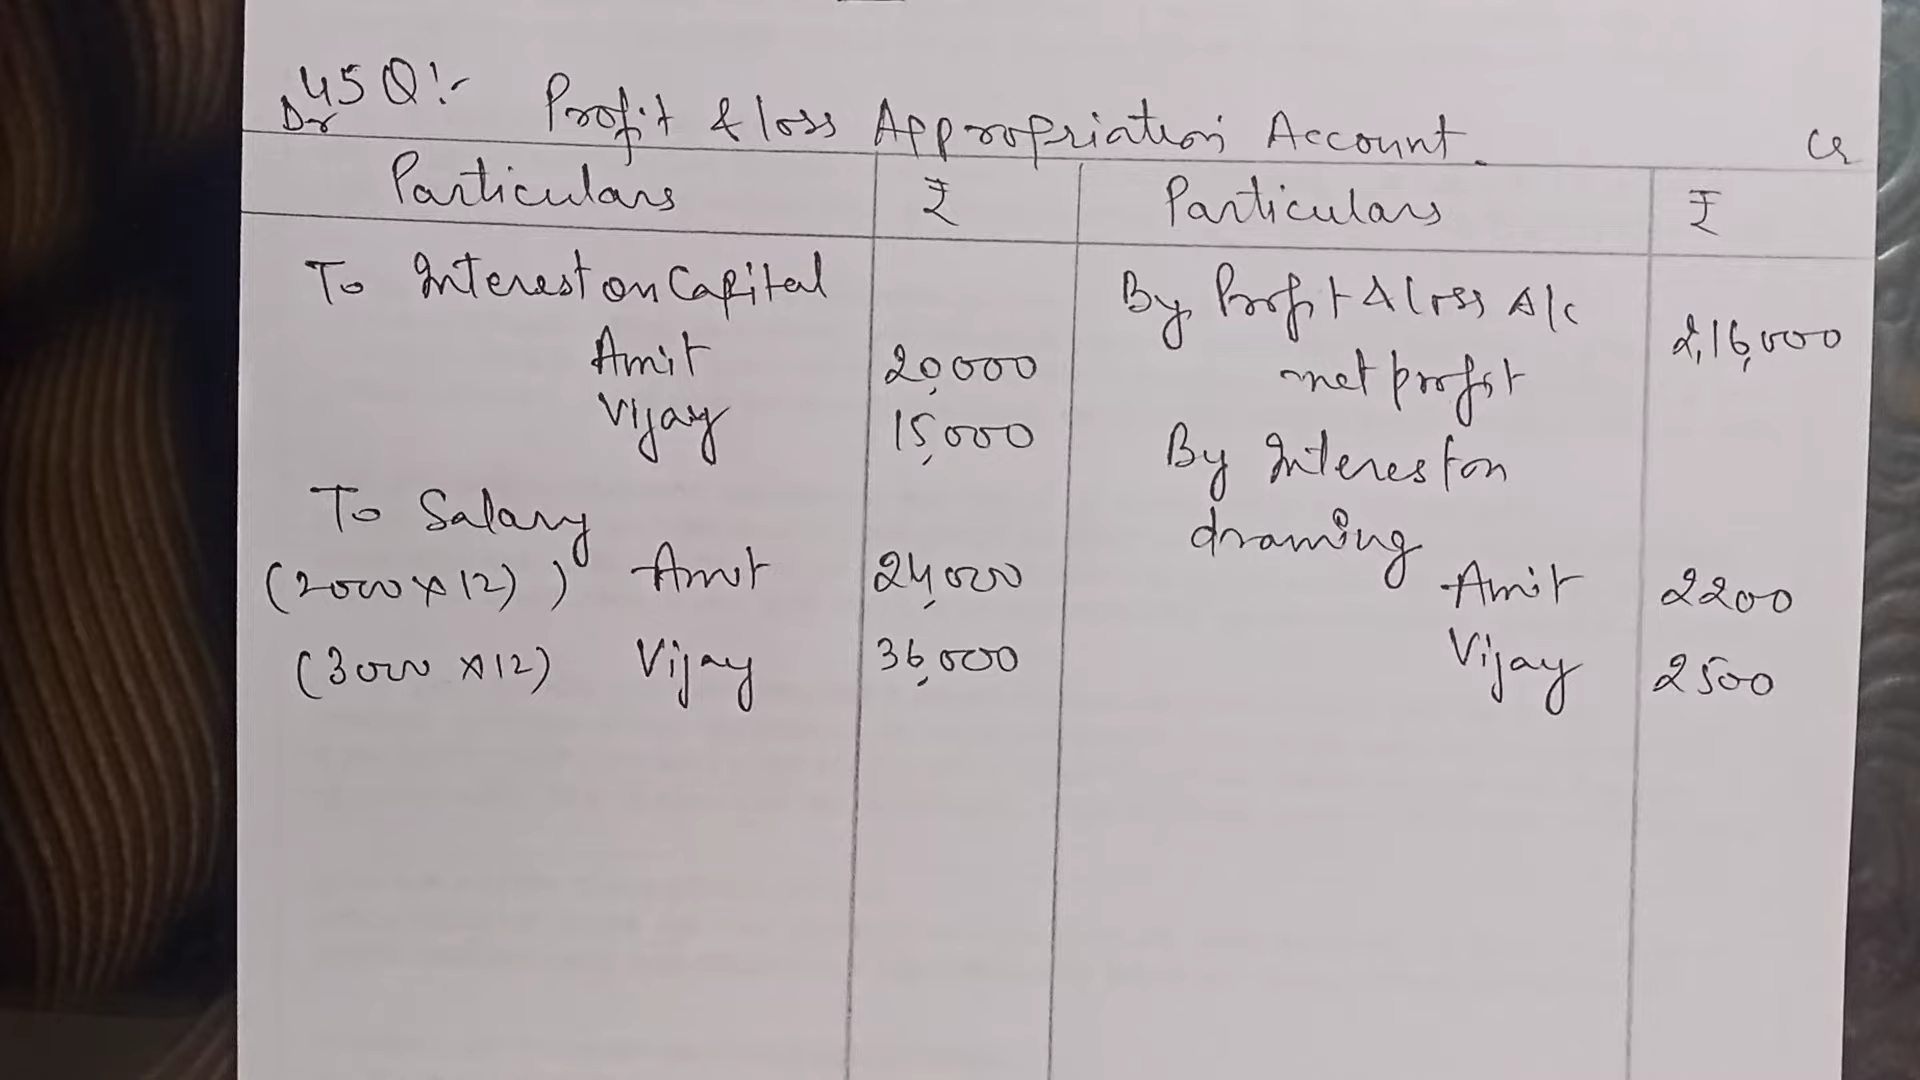 45 Q:-
Dr Profit & loss Appropriation Account. Cr
Particulars ₹ Particulars ₹
To Interest on Capital
Amit 20,000
Vijay 15,000
To Salary
(2000 x 12) ) Amit 24,000
(3000 x 12) Vijay 36,000
By Profit & loss A/c
net profit 2,16,000
By Interest on
drawing
Amit 2200
Vijay 2500